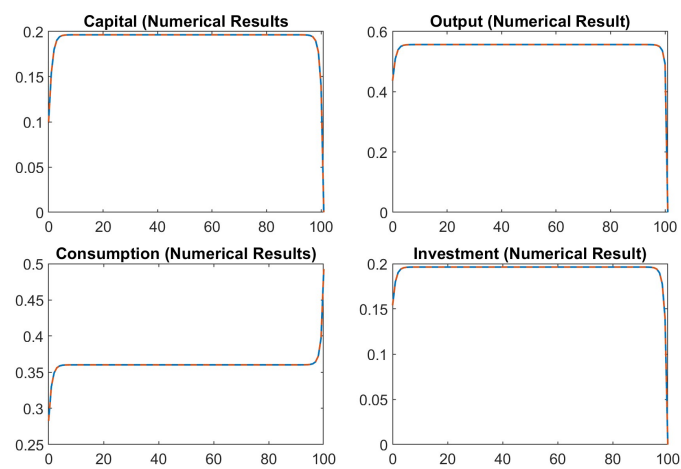 Capital (Numerical Results
0.2
0.15
0.1
0.05
0
0 20 40 60 80 100
Output (Numerical Result)
0.6
0.4
0.2
0
0 20 40 60 80 100
Consumption (Numerical Results)
0.5
0.45
0.4
0.35
0.3
0.25
0 20 40 60 80 100
Investment (Numerical Result)
0.2
0.15
0.1
0.05
0
0 20 40 60 80 100